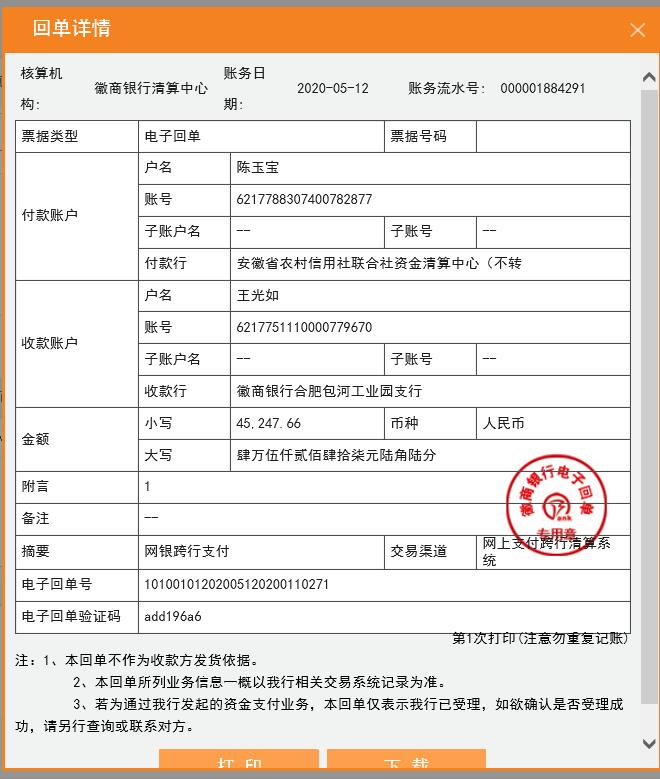 回单详情
核算机构： 徽商银行清算中心 账务日期： 2020-05-12 账务流水号： 000001884291
票据类型 电子回单 票据号码
付款账户
户名 陈玉宝
账号 6217788307400782877
子账户名 -- 子账号 --
付款行 安徽省农村信用社联合社资金清算中心（不转
收款账户
户名 王光如
账号 6217751110000779670
子账户名 -- 子账号 --
收款行 徽商银行合肥包河工业园支行
金额
小写 45,247.66 币种 人民币
大写 肆万伍仟贰佰肆拾柒元陆角陆分
附言 1
备注 --
徽商银行电子回单
Bank
专用章
摘要 网银跨行支付 交易渠道 网上支付跨行清算系统
电子回单号 10100101202005120200110271
电子回单验证码 add196a6
第1次打印(注意勿重复记账)
注：1、本回单不作为收款方发货依据。
2、本回单所列业务信息一概以我行相关交易系统记录为准。
3、若为通过我行发起的资金支付业务，本回单仅表示我行已受理，如欲确认是否受理成
功，请另行查询或联系对方。
打 印 下 载